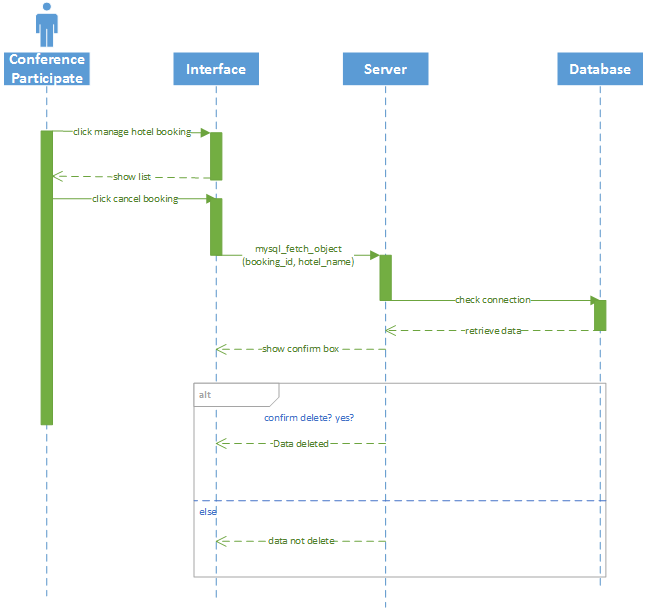 Conference
Participate
Interface
Server
Database
click manage hotel booking
show list
click cancel booking
mysql_fetch_object
(booking_id, hotel_name)
check connection
retrieve data
show confirm box
alt
confirm delete? yes?
Data deleted
else
data not delete